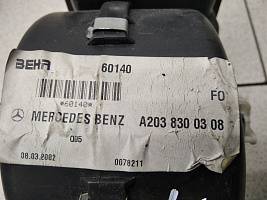 BEHR 60140
*60140* FO
MERCEDES BENZ A203 830 03 08
Q05
08.03.2002 0078211